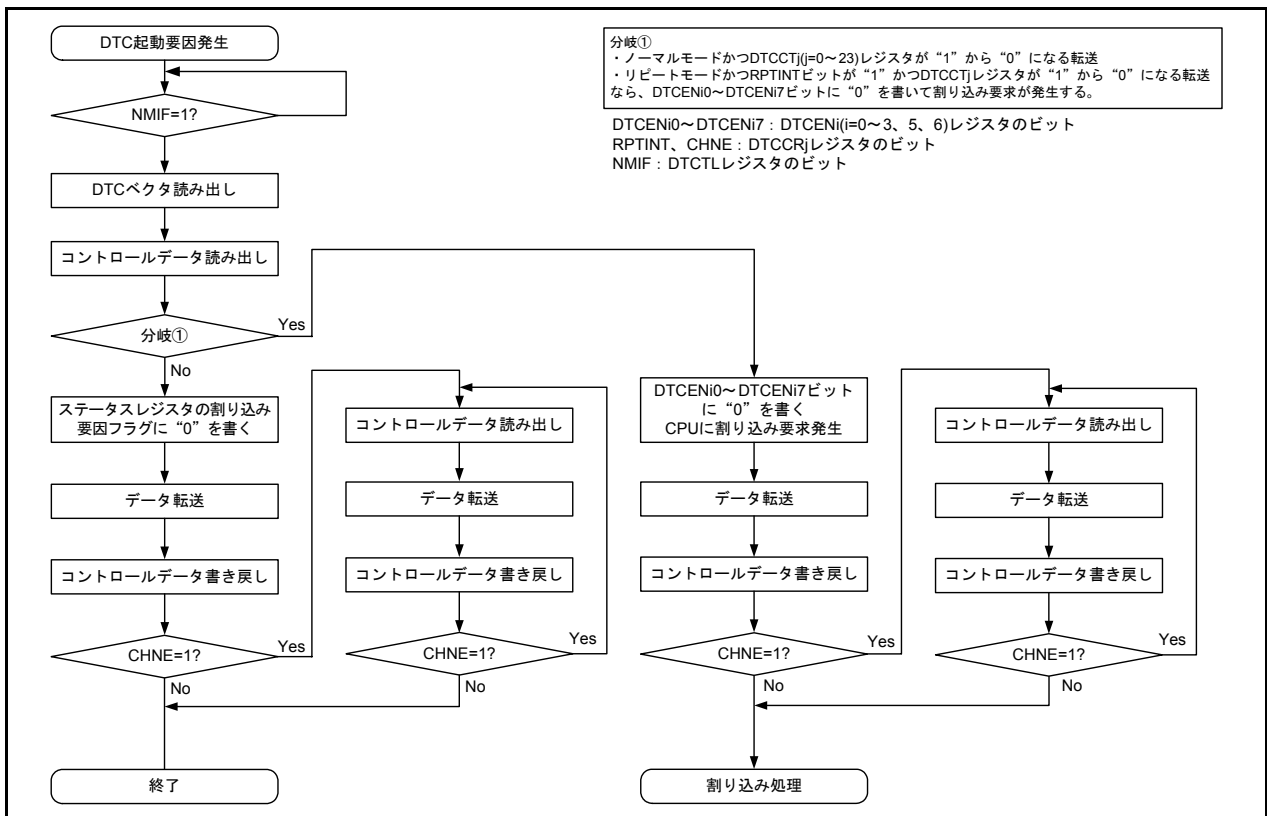 DTC起動要因発生
分岐①
・ノーマルモードかつDTCCTj(j=0～23)レジスタが“1”から“0”になる転送
・リピートモードかつRPTINTビットが“1”かつDTCCTjレジスタが“1”から“0”になる転送
なら、DTCENi0～DTCENi7ビットに“0”を書いて割り込み要求が発生する。
NMIF=1?
DTCENi0～DTCENi7：DTCENi(i=0～3、5、6)レジスタのビット
RPTINT、CHNE：DTCCRjレジスタのビット
NMIF：DTCTLレジスタのビット
DTCベクタ読み出し
コントロールデータ読み出し
分岐①
Yes
No
ステータスレジスタの割り込み
要因フラグに“0”を書く
データ転送
コントロールデータ書き戻し
CHNE=1?
Yes
No
コントロールデータ読み出し
データ転送
コントロールデータ書き戻し
CHNE=1?
Yes
No
終了
DTCENi0～DTCENi7ビット
に“0”を書く
CPUに割り込み要求発生
データ転送
コントロールデータ書き戻し
CHNE=1?
Yes
No
コントロールデータ読み出し
データ転送
コントロールデータ書き戻し
CHNE=1?
Yes
No
割り込み処理